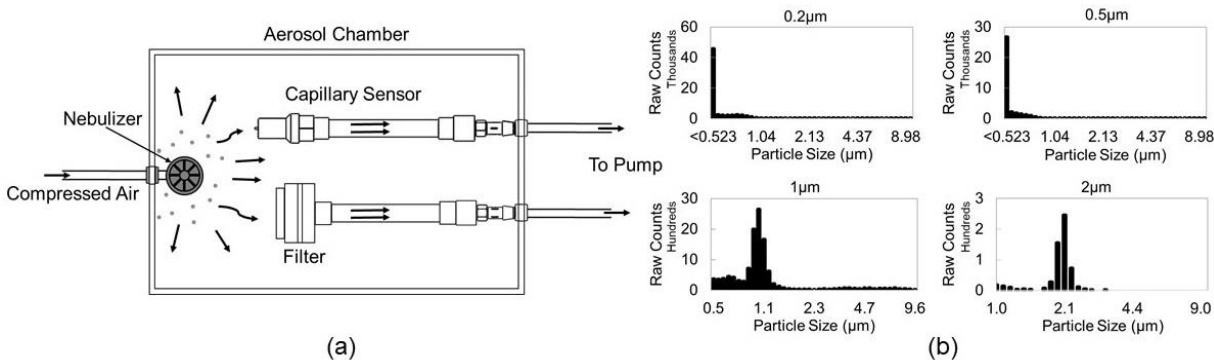 Aerosol Chamber
Nebulizer
Capillary Sensor
Compressed Air
To Pump
Filter
(a)
0.2µm
Raw Counts
Thousands
60
40
20
0
<0.523 1.04 2.13 4.37 8.98
Particle Size (µm)
0.5µm
Raw Counts
Thousands
30
20
10
0
<0.523 1.04 2.13 4.37 8.98
Particle Size (µm)
1µm
Raw Counts
Hundreds
30
20
10
0
0.5 1.1 2.3 4.7 9.6
Particle Size (µm)
2µm
Raw Counts
Hundreds
3
2
1
0
1.0 2.1 4.4 9.0
Particle Size (µm)
(b)